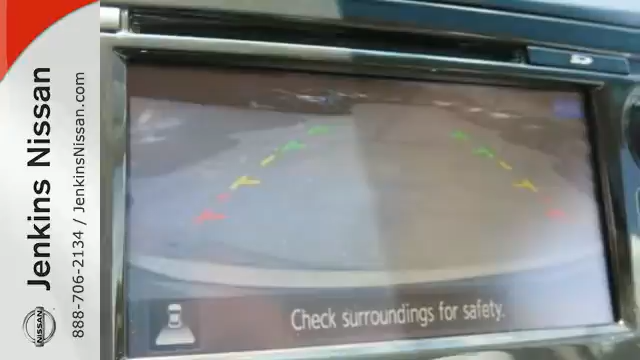 Jenkins Nissan
888-706-2134 / JenkinsNissan.com
NISSAN
Check surroundings for safety.